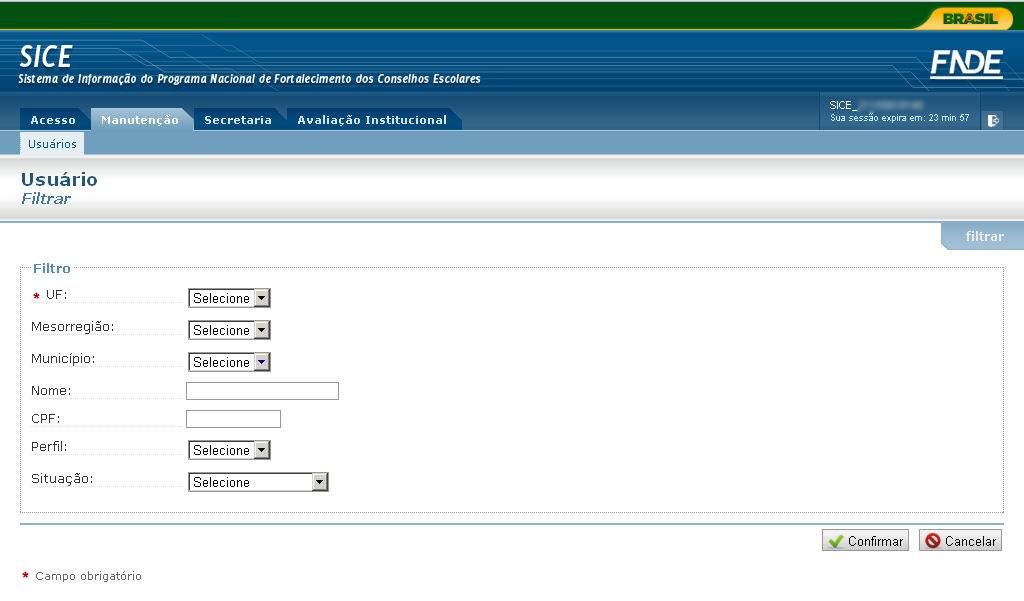 BRASIL
SICE
Sistema de Informação do Programa Nacional de Fortalecimento dos Conselhos Escolares
FNDE
Acesso Manutenção Secretaria Avaliação Institucional
SICE_
Sua sessão expira em: 23 min 57
Usuários
Usuário
Filtrar
filtrar
Filtro
* UF: Selecione
Mesorregião: Selecione
Município: Selecione
Nome:
CPF:
Perfil: Selecione
Situação: Selecione
Confirmar Cancelar
* Campo obrigatório